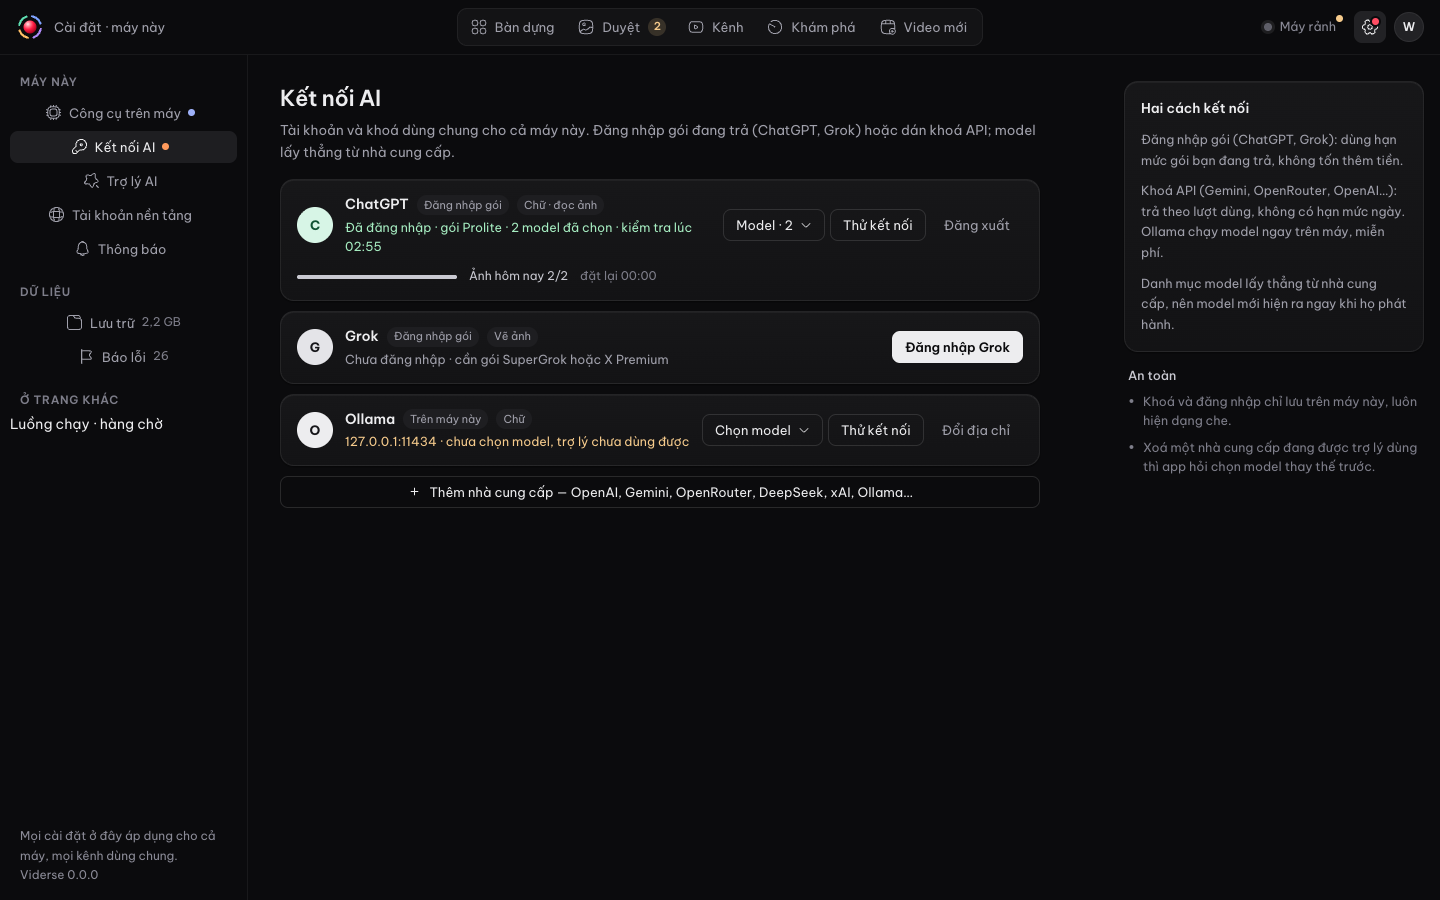 Cài đặt · máy này
Bàn dựng
Duyệt 2
Kênh
Khám phá
Video mới
Máy rảnh
W
MÁY NÀY
Công cụ trên máy
Kết nối AI
Trợ lý AI
Tài khoản nền tảng
Thông báo
DỮ LIỆU
Lưu trữ 2,2 GB
Báo lỗi 26
Ở TRANG KHÁC
Luồng chạy · hàng chờ
Mọi cài đặt ở đây áp dụng cho cả
máy, mọi kênh dùng chung.
Viderse 0.0.0
Kết nối AI
Tài khoản và khoá dùng chung cho cả máy này. Đăng nhập gói đang trả (ChatGPT, Grok) hoặc dán khoá API; model
lấy thẳng từ nhà cung cấp.
C
ChatGPT Đăng nhập gói Chữ · đọc ảnh
Đã đăng nhập · gói Prolite · 2 model đã chọn · kiểm tra lúc
02:55
Model · 2
Thử kết nối
Đăng xuất
Ảnh hôm nay 2/2 đặt lại 00:00
G
Grok Đăng nhập gói Vẽ ảnh
Chưa đăng nhập · cần gói SuperGrok hoặc X Premium
Đăng nhập Grok
O
Ollama Trên máy này Chữ
127.0.0.1:11434 · chưa chọn model, trợ lý chưa dùng được
Chọn model
Thử kết nối
Đổi địa chỉ
+ Thêm nhà cung cấp — OpenAI, Gemini, OpenRouter, DeepSeek, xAI, Ollama...
Hai cách kết nối
Đăng nhập gói (ChatGPT, Grok): dùng hạn
mức gói bạn đang trả, không tốn thêm tiền.
Khoá API (Gemini, OpenRouter, OpenAI...):
trả theo lượt dùng, không có hạn mức ngày.
Ollama chạy model ngay trên máy, miễn
phí.
Danh mục model lấy thẳng từ nhà cung
cấp, nên model mới hiện ra ngay khi họ phát
hành.
An toàn
• Khoá và đăng nhập chỉ lưu trên máy này, luôn
hiện dạng che.
• Xoá một nhà cung cấp đang được trợ lý dùng
thì app hỏi chọn model thay thế trước.